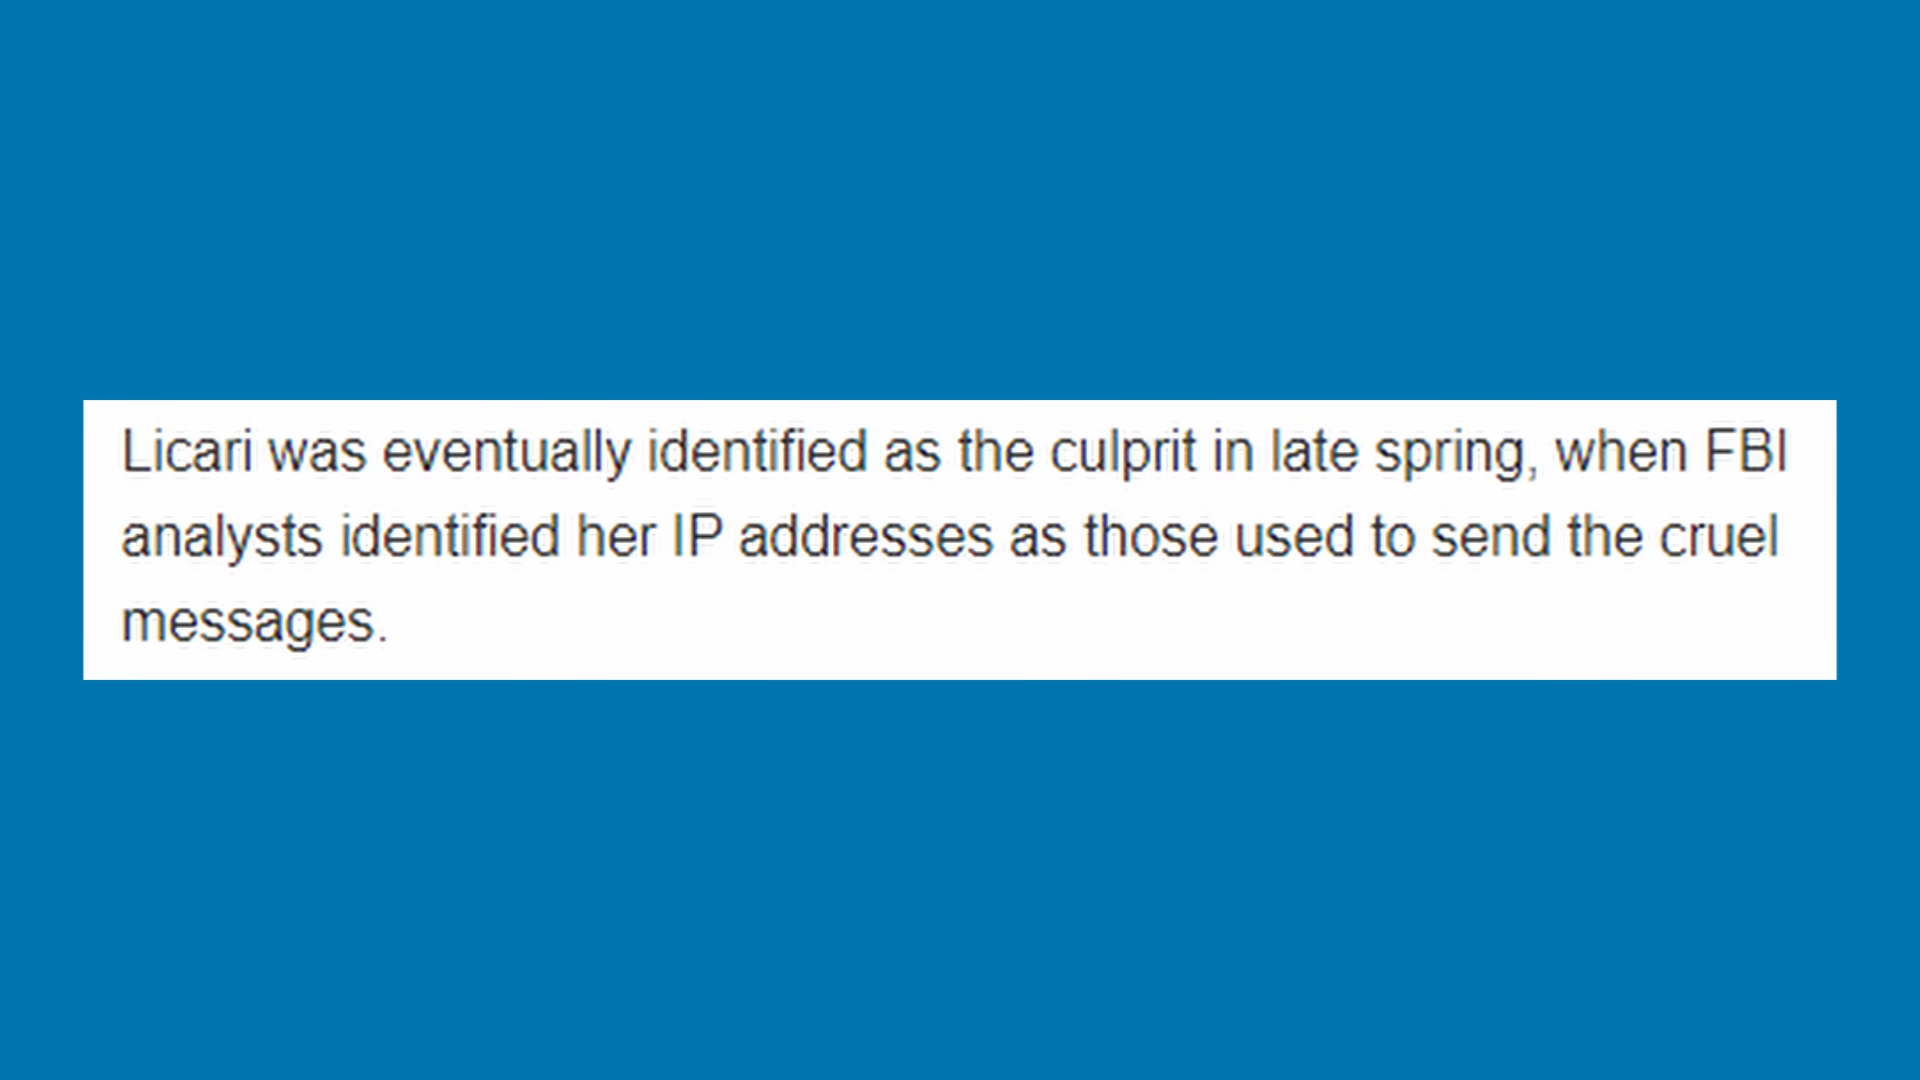 Licari was eventually identified as the culprit in late spring, when FBI
analysts identified her IP addresses as those used to send the cruel
messages.